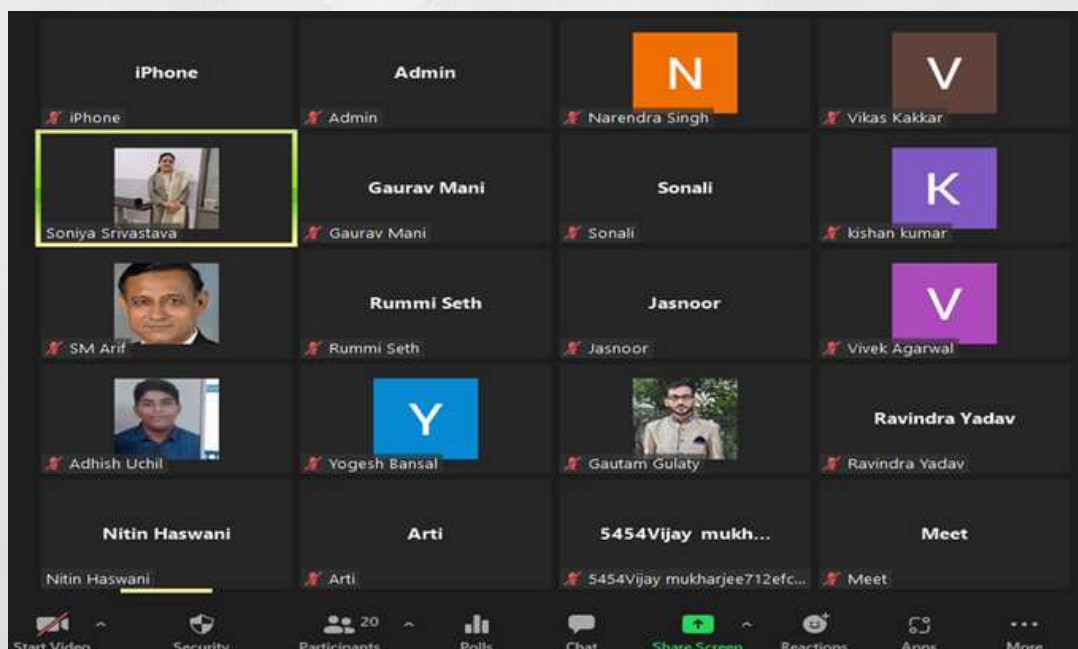 iPhone
iPhone
Admin
Admin
N
Narendra Singh
V
Vikas Kakkar
Soniya Srivastava
Gaurav Mani
Gaurav Mani
Sonali
Sonali
K
kishan kumar
SM Arif
Rummi Seth
Rummi Seth
Jasnoor
Jasnoor
V
Vivek Agarwal
Adhish Uchil
Y
Yogesh Bansal
Gautam Gulaty
Ravindra Yadav
Ravindra Yadav
Nitin Haswani
Nitin Haswani
Arti
Arti
5454Vijay mukh...
5454Vijay mukharjee712efc...
Meet
Meet
Start Video
Security
20
Participants
Polls
Chat
Share Screen
Reactions
Apps
More